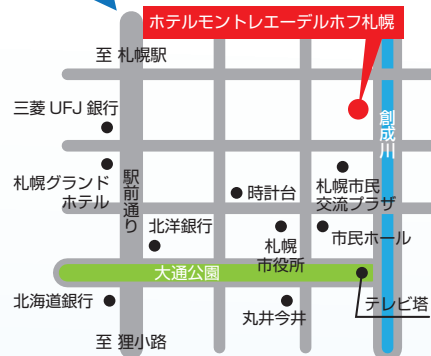 ホテルモントレエーデルホフ札幌
至 札幌駅
三菱 UFJ 銀行
創成川
札幌グランド
ホテル
駅前通り
時計台
札幌市民
交流プラザ
北洋銀行
札幌
市役所
市民ホール
大通公園
北海道銀行
丸井今井
テレビ塔
至 狸小路